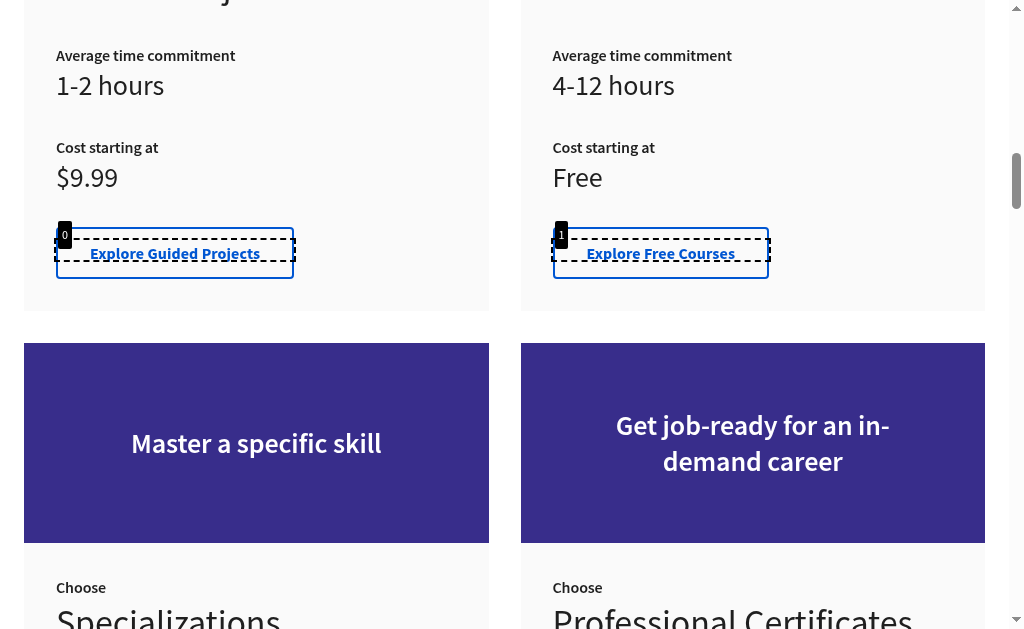 Average time commitment
1-2 hours
Cost starting at
$9.99
0
Explore Guided Projects
Average time commitment
4-12 hours
Cost starting at
Free
1
Explore Free Courses
Master a specific skill
Choose
Specializations
Get job-ready for an in-
demand career
Choose
Professional Certificates